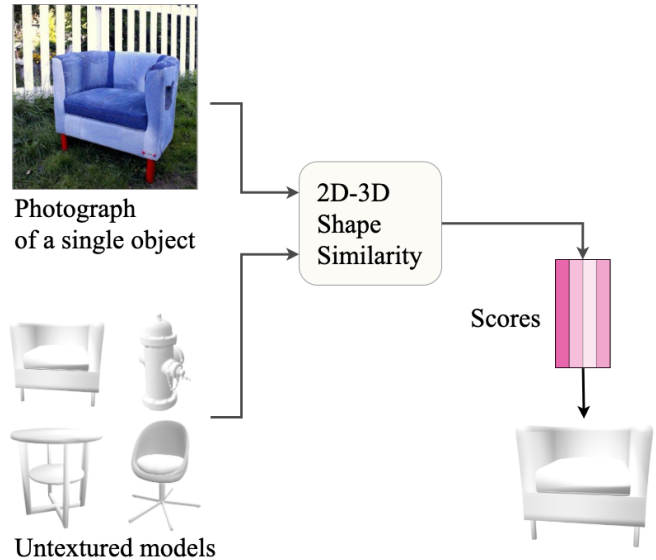 Photograph
of a single object
2D-3D
Shape
Similarity
Scores
Untextured models